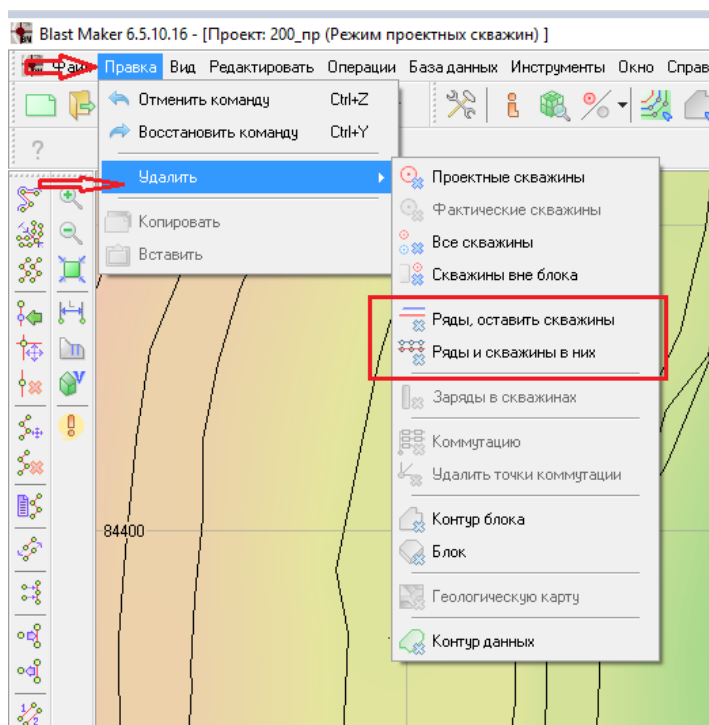 Blast Maker 6.5.10.16 - [Проект: 200_пр (Режим проектных скважин) ]
Правка Вид Редактировать Операции База данных Инструменты Окно Справ
Отменить команду Ctrl+Z
Восстановить команду Ctrl+Y
Удалить
Копировать
Вставить
Проектные скважины
Фактические скважины
Все скважины
Скважины вне блока
Ряды, оставить скважины
Ряды и скважины в них
Заряды в скважинах
Коммутацию
Удалить точки коммутации
Контур блока
Блок
Геологическую карту
Контур данных
84400